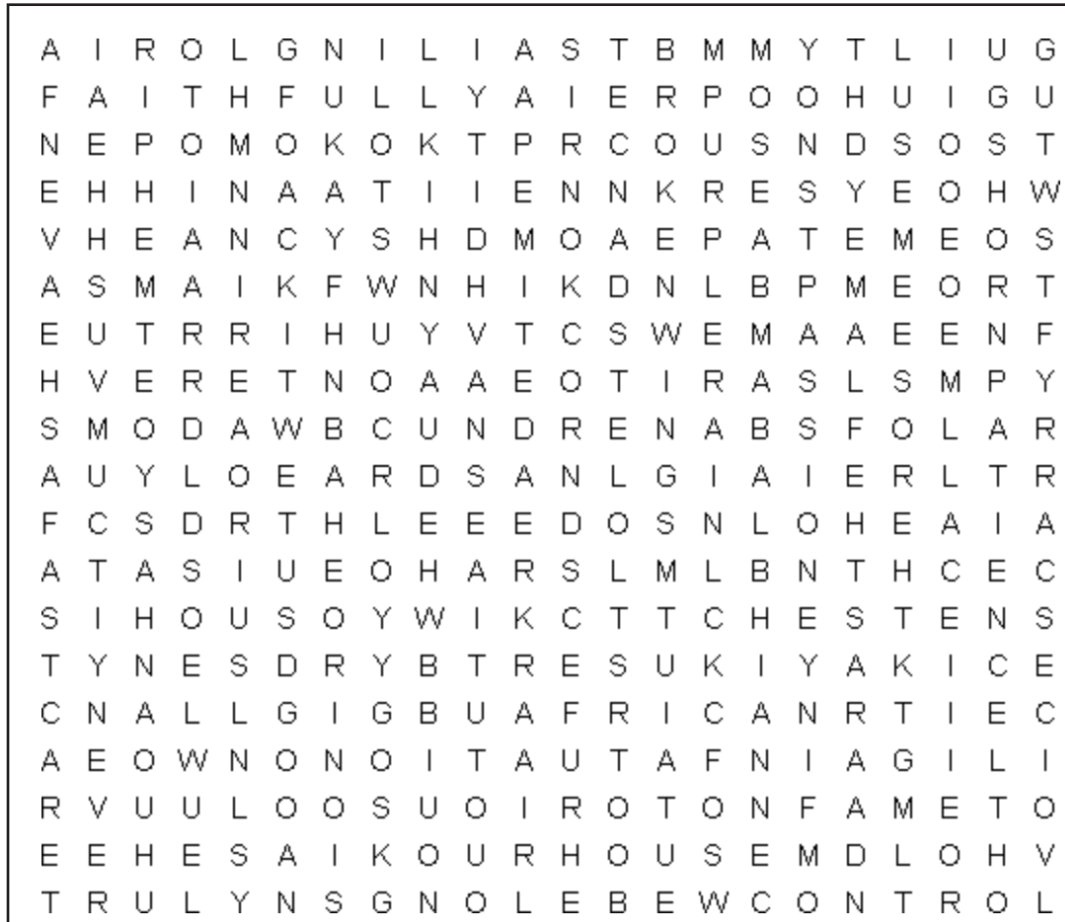 A I R O L G N I L I A S T B M M Y T L I U G
F A I T H F U L L Y A I E R P O O H U I G U
N E P O M O K O K T P R C O U S N D S O S T
E H H I N A A T I I E N N K R E S Y E O H W
V H E A N C Y S H D M O A E P A T E M E O S
A S M A I K F W N H I K D N L B P M E O R T
E U T R R I H U Y V T C S W E M A A E E N F
H V E R E T N O A A E O T I R A S L S M P Y
S M O D A W B C U N D R E N A B S F O L A R
A U Y L O E A R D S A N L G I A I E R L T R
F C S D R T H L E E E D O S N L O H E A I A
A T A S I U E O H A R S L M L B N T H C E C
S I H O U S O Y W I K C T T C H E S T E N S
T Y N E S D R Y B T R E S U K I Y A K I C E
C N A L L G I G B U A F R I C A N R T I E C
A E O W N O N O I T A U T A F N I A G I L I
R V U U L O O S U O I R O T O N F A M E T O
E E H E S A I K O U R H O U S E M D L O H V
T R U L Y N S G N O L E B E W C O N T R O L